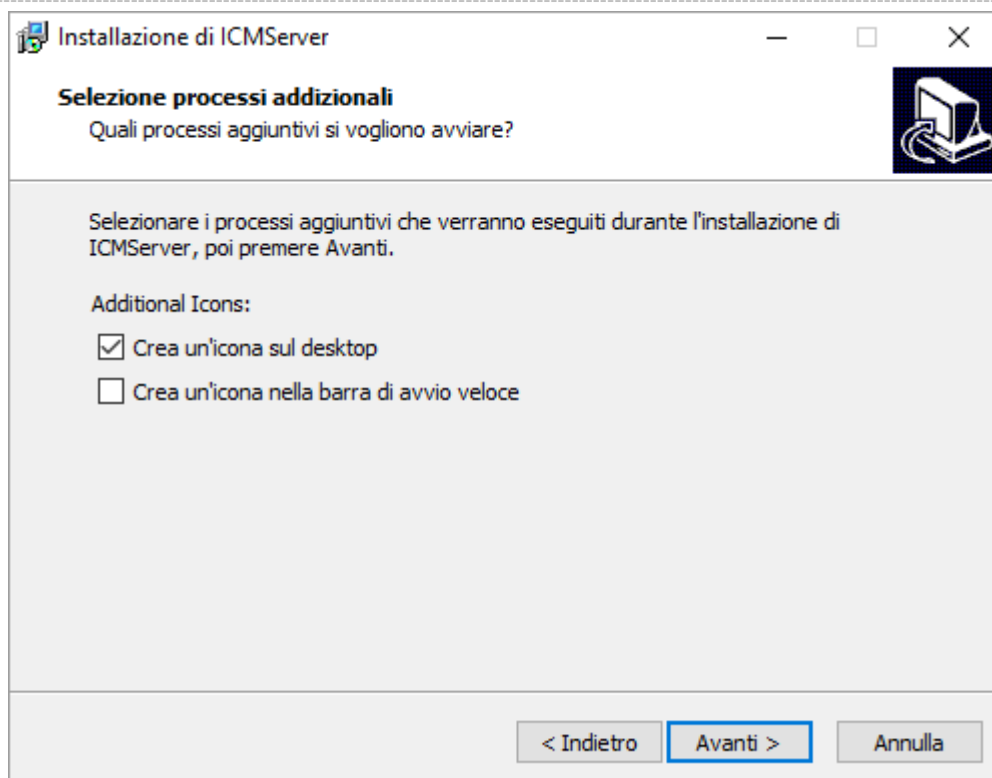 Installazione di ICMServer
Selezione processi addizionali
Quali processi aggiuntivi si vogliono avviare?
Selezionare i processi aggiuntivi che verranno eseguiti durante l'installazione di
ICMServer, poi premere Avanti.
Additional Icons:
Crea un'icona sul desktop
Crea un'icona nella barra di avvio veloce
< Indietro
Avanti >
Annulla